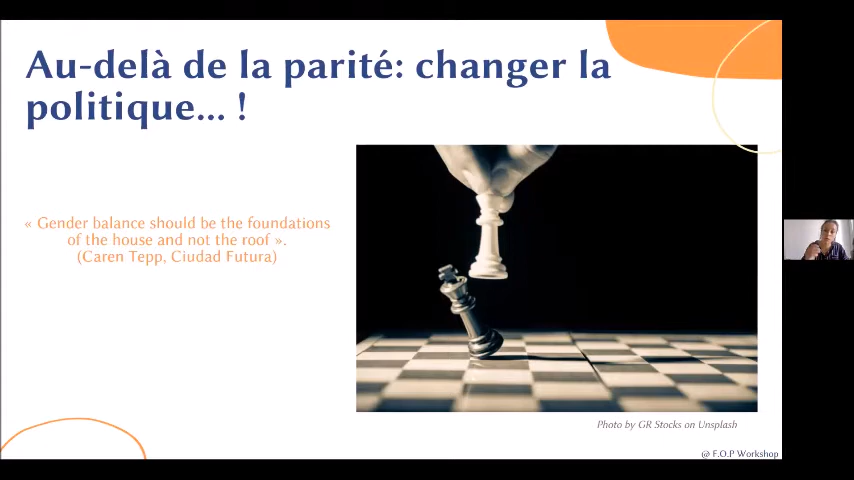 Au-delà de la parité: changer la
politique... !
« Gender balance should be the foundations
of the house and not the roof ».
(Caren Tepp, Ciudad Futura)
Photo by GR Stocks on Unsplash
@ F.O.P Workshop